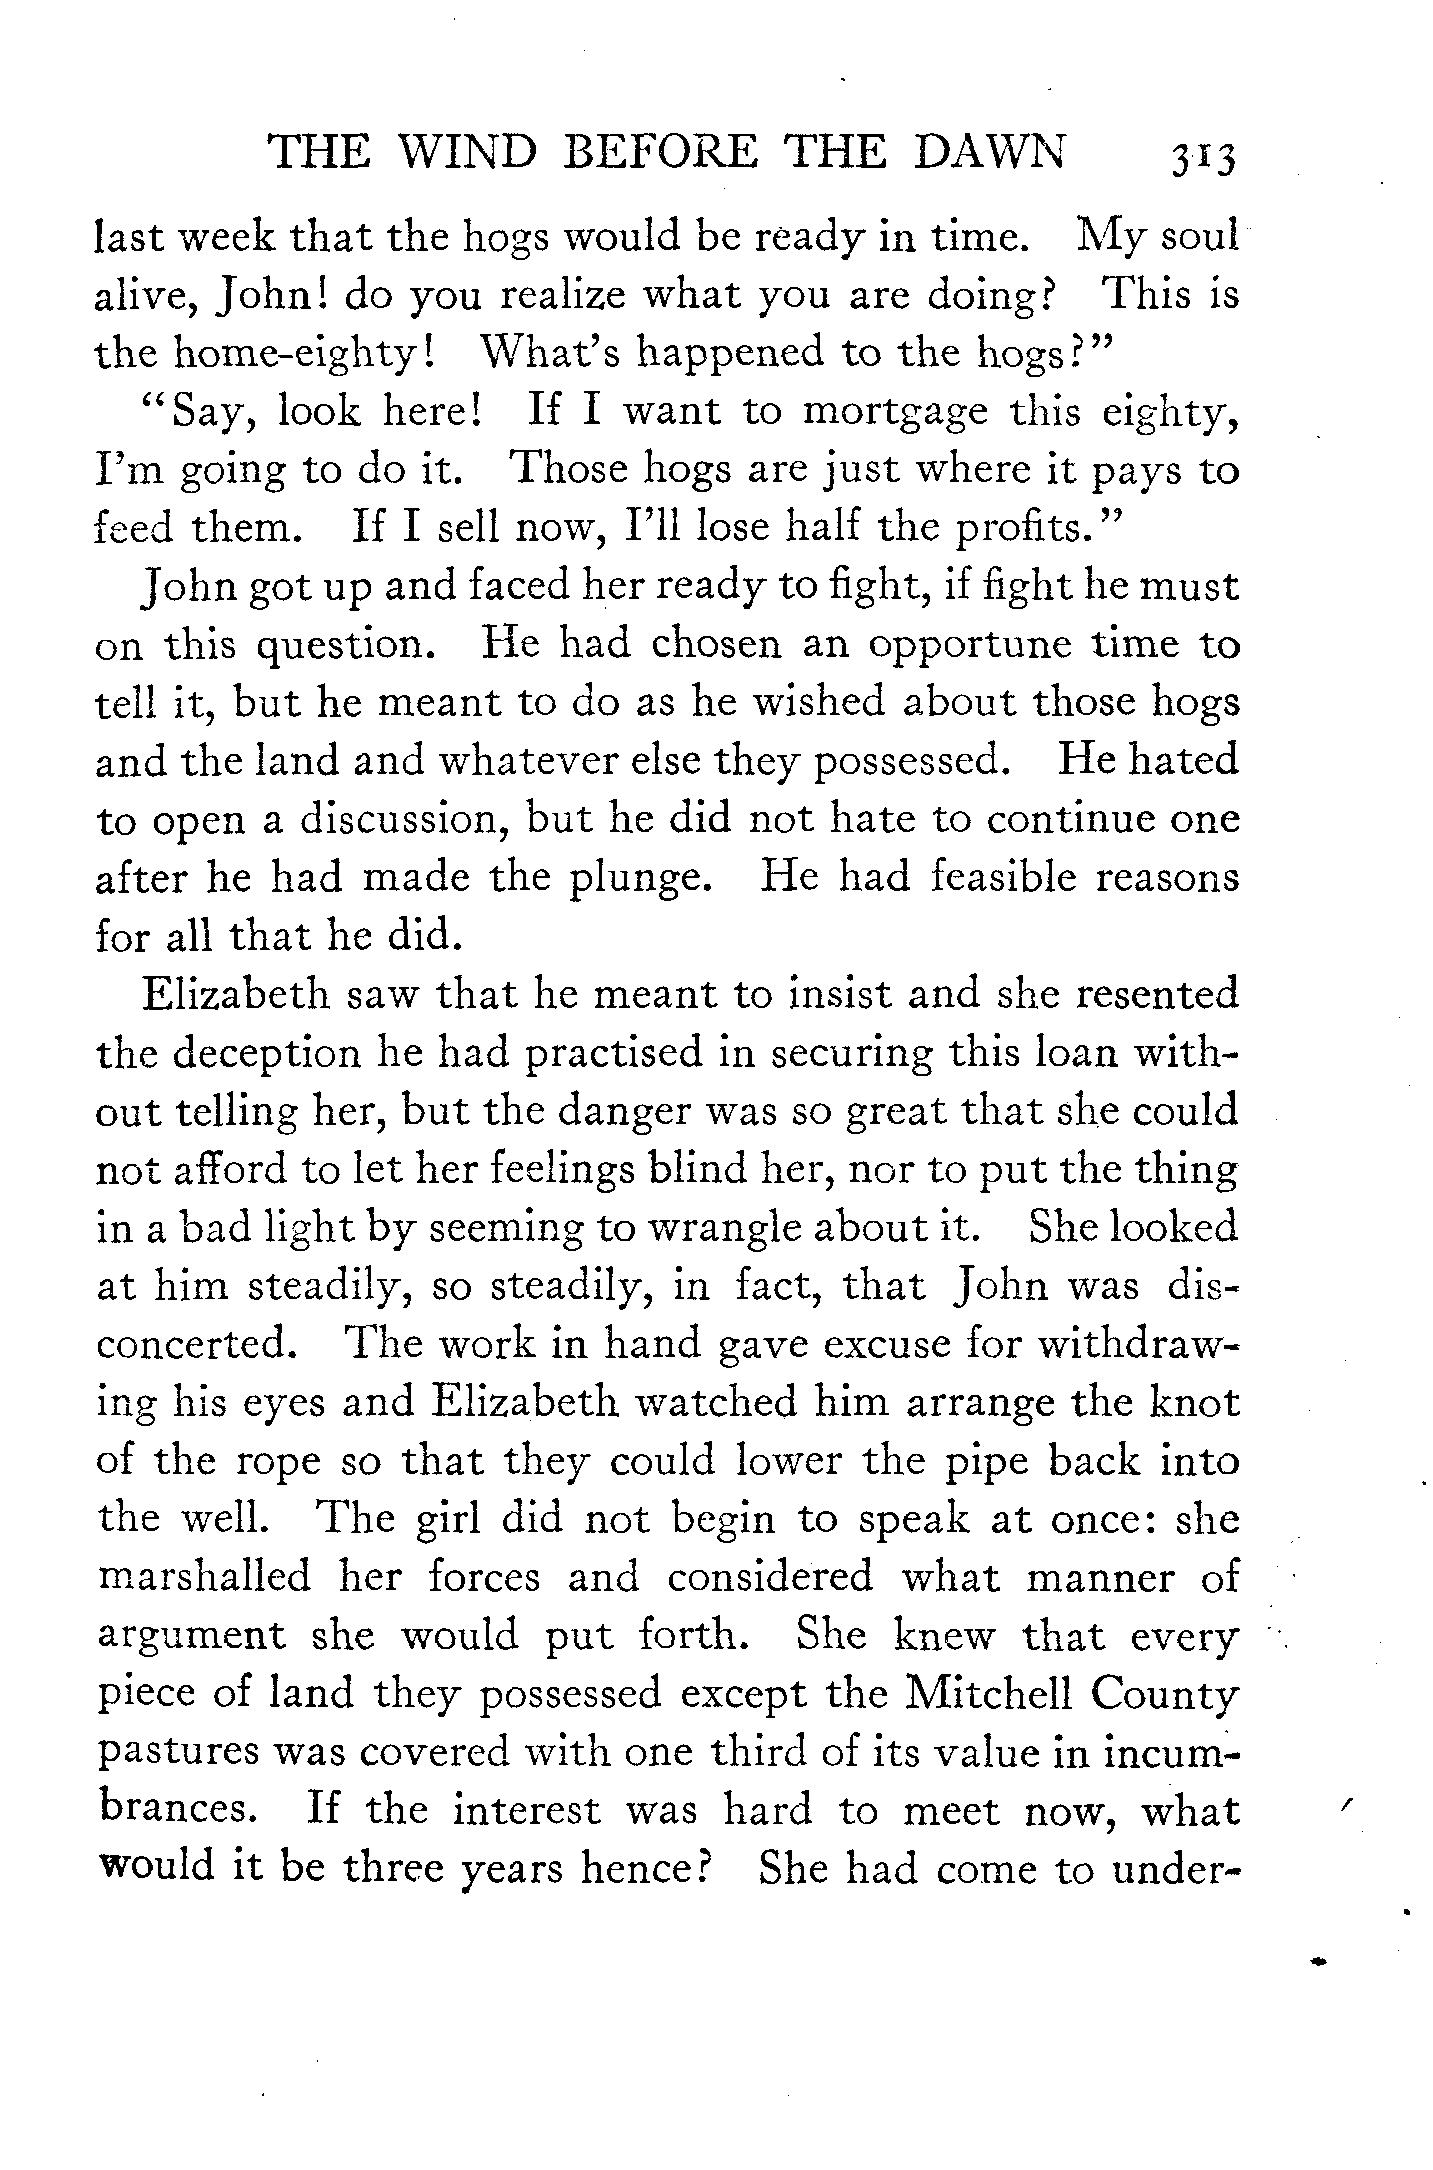 THE WIND BEFORE THE DAWN 313
last week that the hogs would be ready in time. My soul
alive, John! do you realize what you are doing? This is
the home-eighty! What's happened to the hogs?”
“Say, look here! If I want to mortgage this eighty,
I'm going to do it. Those hogs are just where it pays to
feed them. If I sell now, I'll lose half the profits.”
John got up and faced her ready to fight, if fight he must
on this question. He had chosen an opportune time to
tell it, but he meant to do as he wished about those hogs
and the land and whatever else they possessed. He hated
to open a discussion, but he did not hate to continue one
after he had made the plunge. He had feasible reasons
for all that he did.
Elizabeth saw that he meant to insist and she resented
the deception he had practised in securing this loan with-
out telling her, but the danger was so great that she could
not afford to let her feelings blind her, nor to put the thing
in a bad light by seeming to wrangle about it. She looked
at him steadily, so steadily, in fact, that John was dis-
concerted. The work in hand gave excuse for withdraw-
ing his eyes and Elizabeth watched him arrange the knot
of the rope so that they could lower the pipe back into
the well. The girl did not begin to speak at once: she
marshalled her forces and considered what manner of
argument she would put forth. She knew that every
piece of land they possessed except the Mitchell County
pastures was covered with one third of its value in incum-
brances. If the interest was hard to meet now, what
would it be three years hence? She had come to under-